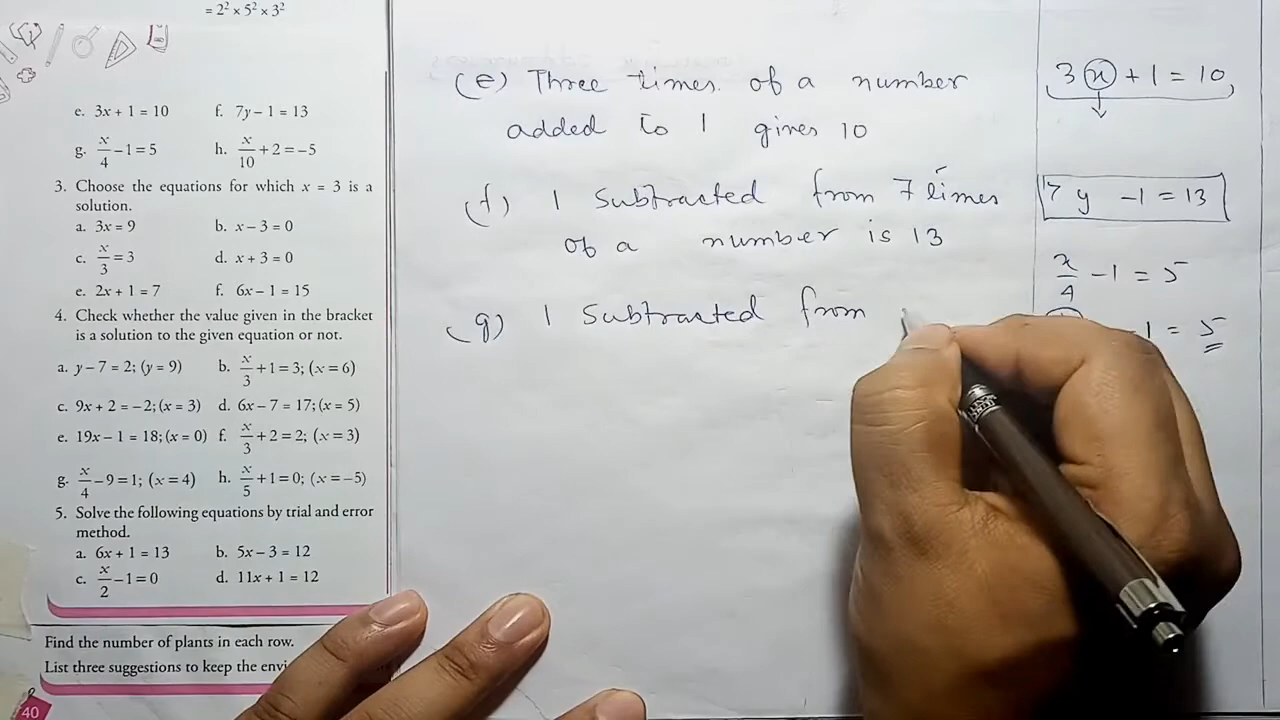 = 2² × 5² × 3²
e. 3x + 1 = 10 f. 7y – 1 = 13
g. x/4 – 1 = 5 h. x/10 + 2 = –5
3. Choose the equations for which x = 3 is a
solution.
a. 3x = 9 b. x – 3 = 0
c. x/3 = 3 d. x + 3 = 0
e. 2x + 1 = 7 f. 6x – 1 = 15
4. Check whether the value given in the bracket
is a solution to the given equation or not.
a. y – 7 = 2; (y = 9) b. x/3 + 1 = 3; (x = 6)
c. 9x + 2 = –2; (x = 3) d. 6x – 7 = 17; (x = 5)
e. 19x – 1 = 18; (x = 0) f. x/3 + 2 = 2; (x = 3)
g. x/4 – 9 = 1; (x = 4) h. x/5 + 1 = 0; (x = –5)
5. Solve the following equations by trial and error
method.
a. 6x + 1 = 13 b. 5x – 3 = 12
c. x/2 – 1 = 0 d. 11x + 1 = 12
Find the number of plants in each row.
List three suggestions to keep the
40
(e) Three times of a number
added to 1 gives 10
(f) 1 Subtracted from 7 times
of a number is 13
(g) 1 Subtracted from
3x + 1 = 10
7y – 1 = 13
x/4 – 1 = 5
1 = 5